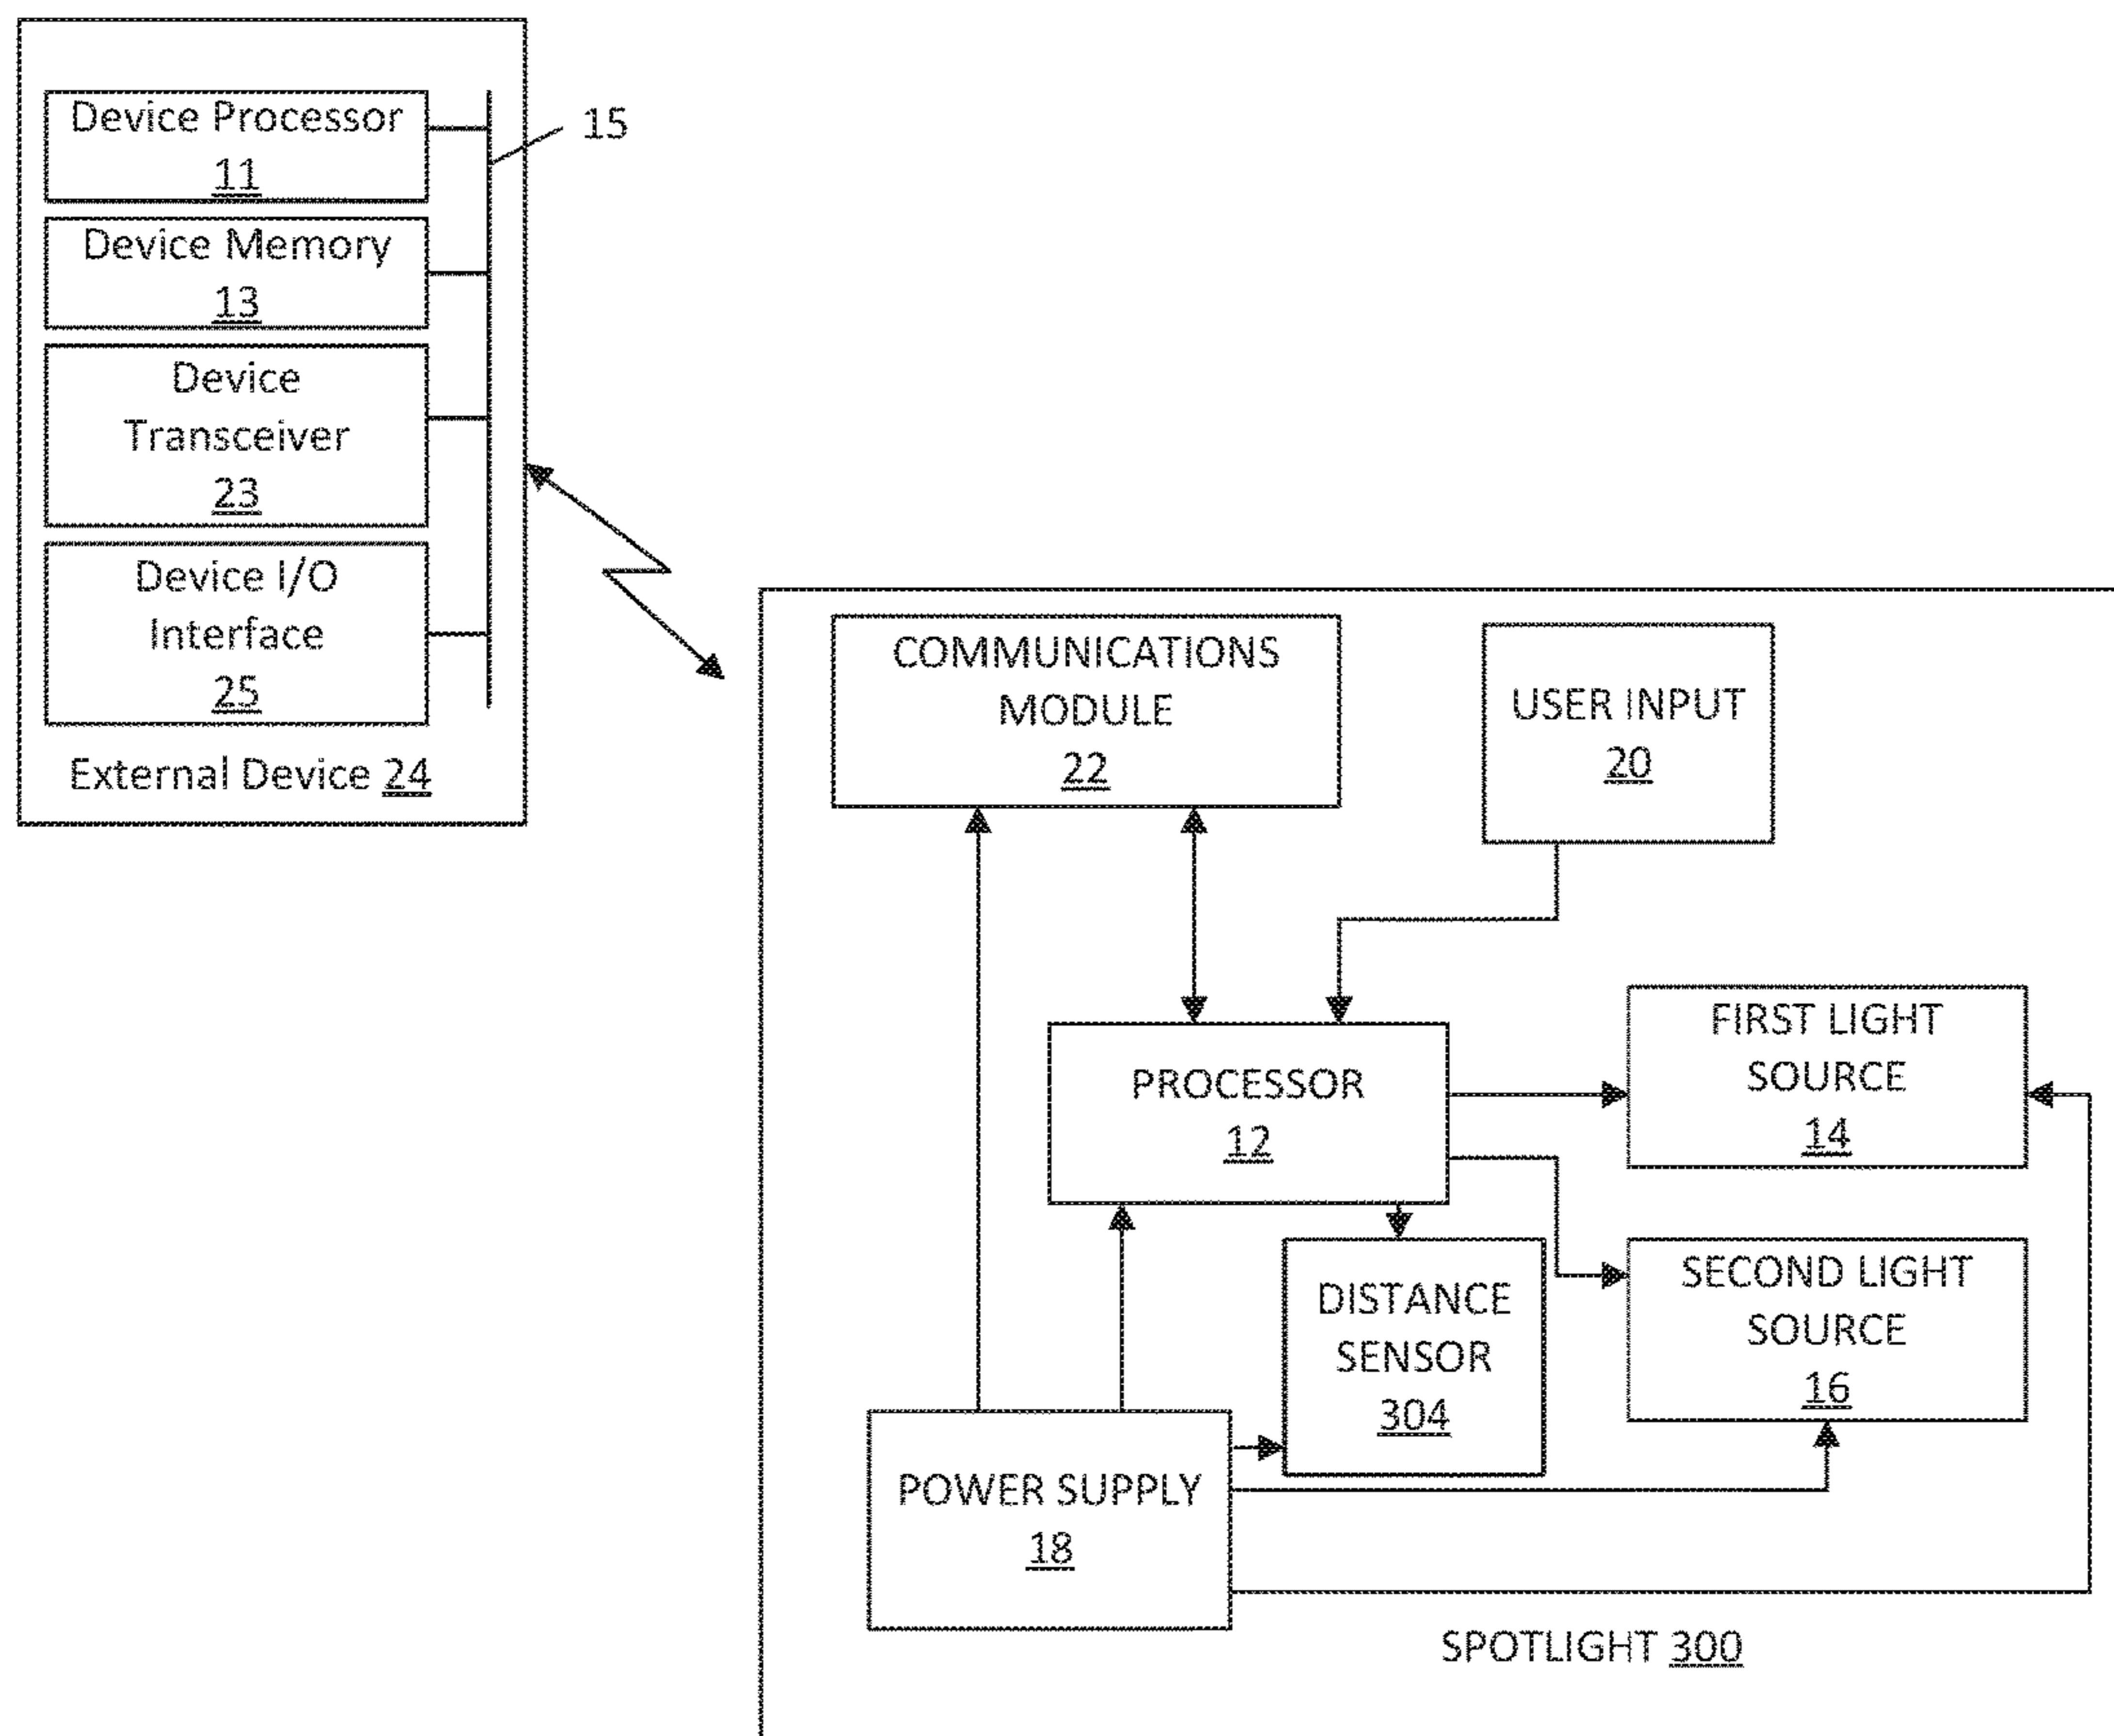 Device Processor
11
15
Device Memory
13
Device
Transceiver
23
Device I/O
Interface
25
External Device 24
COMMUNICATIONS
MODULE
22
USER INPUT
20
PROCESSOR
12
FIRST LIGHT
SOURCE
14
DISTANCE
SENSOR
304
SECOND LIGHT
SOURCE
16
POWER SUPPLY
18
SPOTLIGHT 300